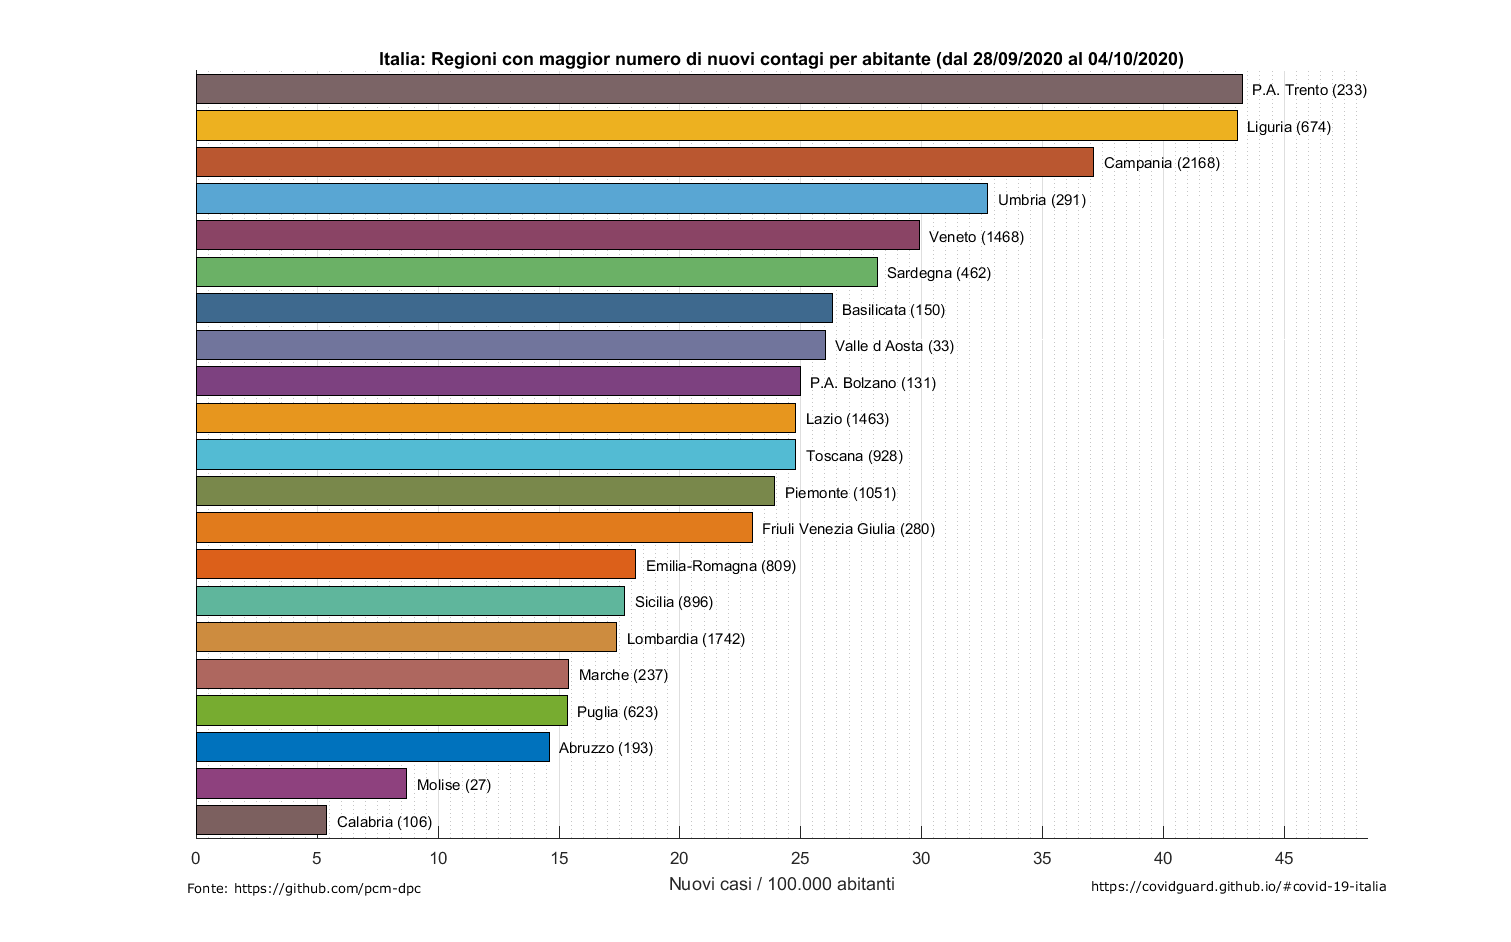 Italia: Regioni con maggior numero di nuovi contagi per abitante (dal 28/09/2020 al 04/10/2020)
P.A. Trento (233)
Liguria (674)
Campania (2168)
Umbria (291)
Veneto (1468)
Sardegna (462)
Basilicata (150)
Valle d Aosta (33)
P.A. Bolzano (131)
Lazio (1463)
Toscana (928)
Piemonte (1051)
Friuli Venezia Giulia (280)
Emilia-Romagna (809)
Sicilia (896)
Lombardia (1742)
Marche (237)
Puglia (623)
Abruzzo (193)
Molise (27)
Calabria (106)
0 5 10 15 20 25 30 35 40 45
Nuovi casi / 100.000 abitanti
Fonte: https://github.com/pcm-dpc
https://covidguard.github.io/#covid-19-italia